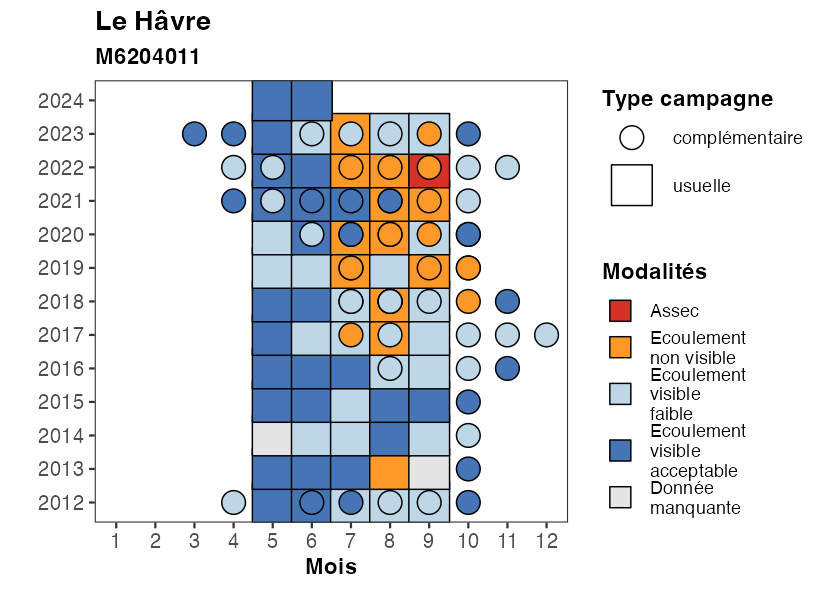 Le Hâvre
M6204011
2024
2023
2022
2021
2020
2019
2018
2017
2016
2015
2014
2013
2012
1 2 3 4 5 6 7 8 9 10 11 12
Mois
Type campagne
complémentaire
usuelle
Modalités
Assec
Ecoulement
non visible
Ecoulement
visible
faible
Ecoulement
visible
acceptable
Donnée
manquante